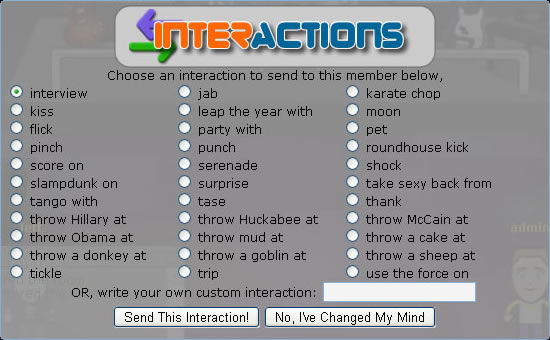 INTERACTIONS
Choose an interaction to send to this member below,
interview jab karate chop
kiss leap the year with moon
flick party with pet
pinch punch roundhouse kick
score on serenade shock
slampdunk on surprise take sexy back from
tango with tase thank
throw Hillary at throw Huckabee at throw McCain at
throw Obama at throw mud at throw a cake at
throw a donkey at throw a goblin at throw a sheep at
tickle trip use the force on
OR, write your own custom interaction:
Send This Interaction! No, I've Changed My Mind
admin